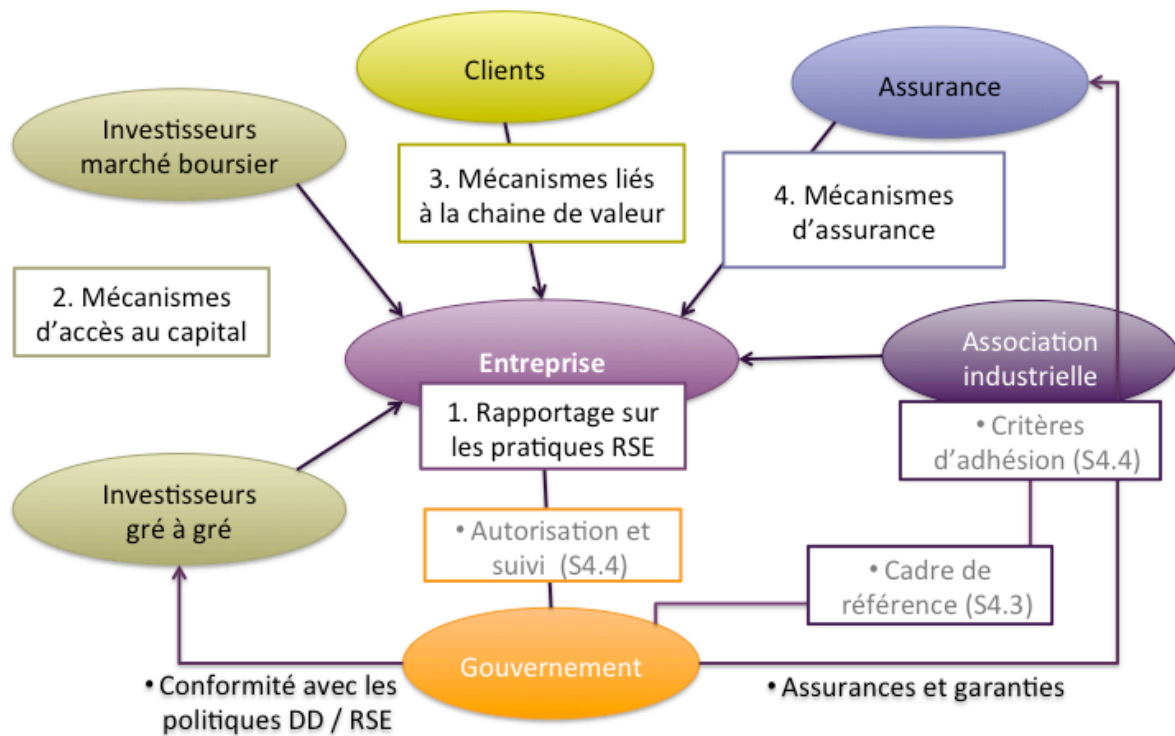 Clients
Assurance
Investisseurs
marché boursier
3. Mécanismes liés
à la chaine de valeur
4. Mécanismes
d’assurance
2. Mécanismes
d’accès au capital
Entreprise
Association
industrielle
1. Rapportage sur
les pratiques RSE
• Critères
d’adhésion (S4.4)
Investisseurs
gré à gré
• Autorisation et
suivi (S4.4)
• Cadre de
référence (S4.3)
Gouvernement
• Conformité avec les
politiques DD / RSE
• Assurances et garanties